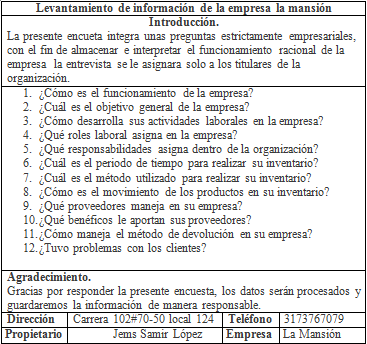 Levantamiento de información de la empresa la mansión
Introducción.
La presente encueta integra unas preguntas estrictamente empresariales,
con el fin de almacenar e interpretar el funcionamiento racional de la
empresa la entrevista se le asignara solo a los titulares de la
organización.
1. ¿Cómo es el funcionamiento de la empresa?
2. ¿Cuál es el objetivo general de la empresa?
3. ¿Cómo desarrolla sus actividades laborales en la empresa?
4. ¿Qué roles laboral asigna en la empresa?
5. ¿Qué responsabilidades asigna dentro de la organización?
6. ¿Cuál es el periodo de tiempo para realizar su inventario?
7. ¿Cuál es el método utilizado para realizar su inventario?
8. ¿Cómo es el movimiento de los productos en su inventario?
9. ¿Qué proveedores maneja en su empresa?
10. ¿Qué benéficos le aportan sus proveedores?
11. ¿Cómo maneja el método de devolución en su empresa?
12. ¿Tuvo problemas con los clientes?
Agradecimiento.
Gracias por responder la presente encuesta, los datos serán procesados y
guardaremos la información de manera responsable.
Dirección Carrera 102#70-50 local 124 Teléfono 3173767079
Propietario Jems Samir López Empresa La Mansión